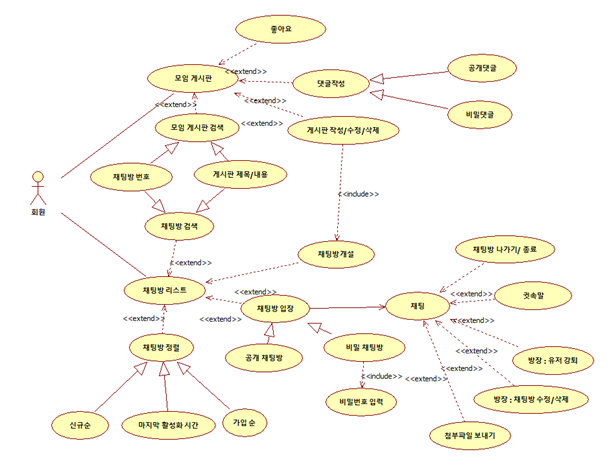 좋아요
<<extend>>
모임 게시판
댓글작성
공개댓글
비밀댓글
<<extend>>
<<extend>>
모임 게시판 검색
게시판 작성/수정/삭제
회원
채팅방 번호
게시판 제목/내용
<<include>>
채팅방 검색
<<extend>>
채팅방개설
<<extend>>
채팅방 나가기/ 종료
<<extend>>
채팅방 리스트
<<extend>>
채팅방 입장
채팅
<<extend>>
귓속말
<<extend>>
<<extend>>
채팅방 정렬
공개 채팅방
비밀 채팅방
<<extend>>
방장 : 유저 강퇴
<<include>>
<<extend>>
비밀번호 입력
방장 : 채팅방 수정/삭제
신규순
마지막 활성화 시간
가입 순
첨부파일 보내기